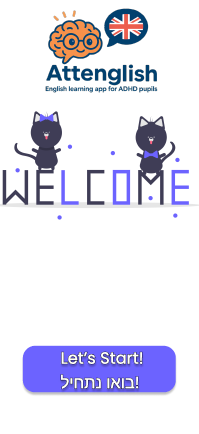 Attenglish
English learning app for ADHD pupils
WELCOME
Let's Start!
בואו נתחיל!